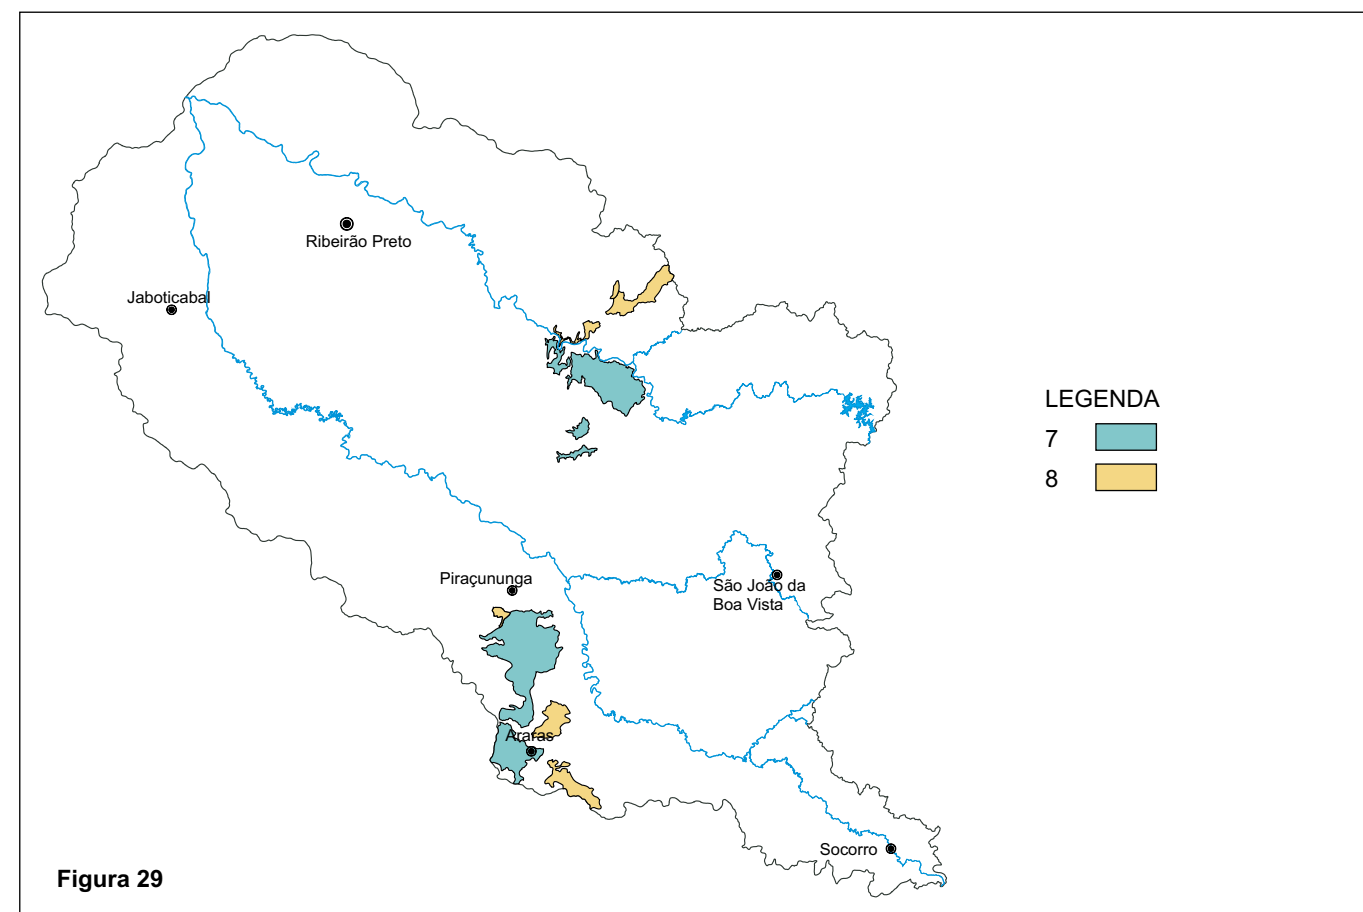 Ribeirão Preto
Jaboticabal
LEGENDA
7
8
Piraçununga
São João da
Boa Vista
Araras
Socorro
Figura 29